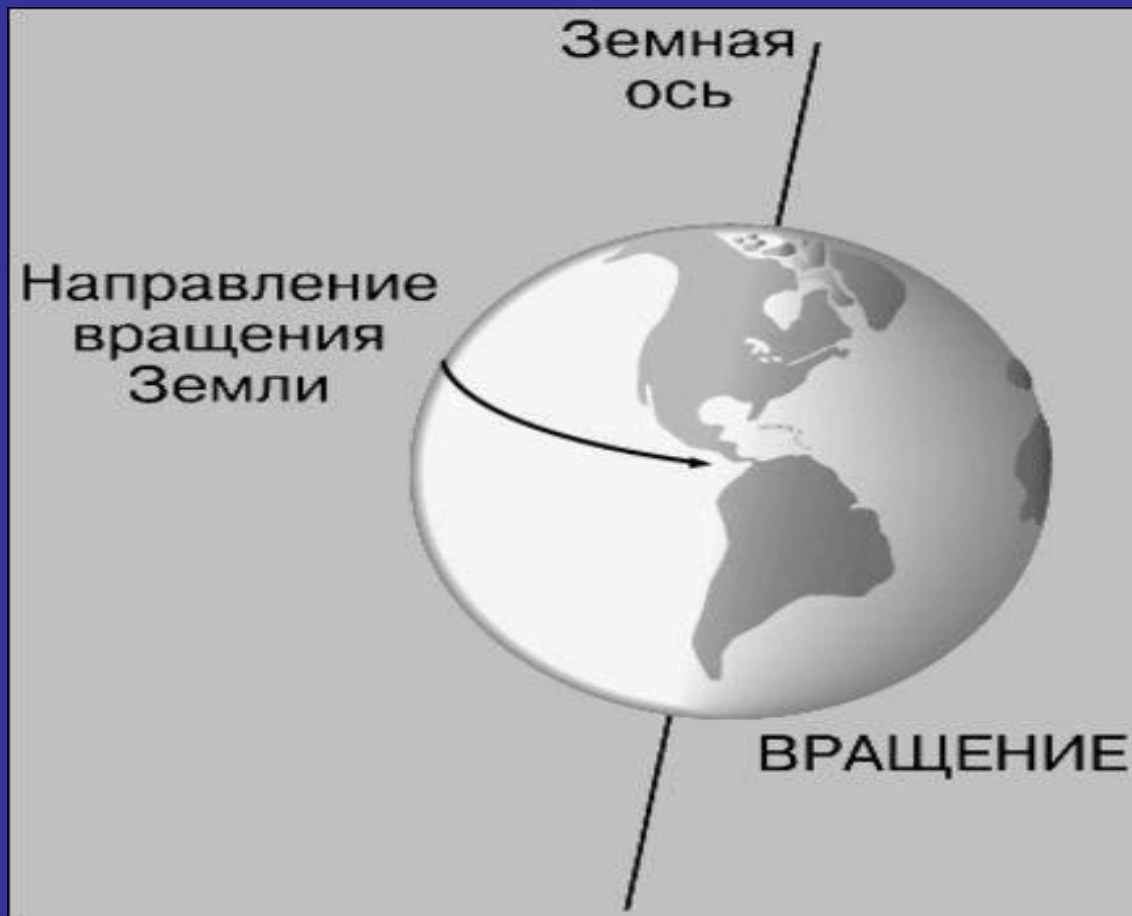 Земная
ось
Направление
вращения
Земли
ВРАЩЕНИЕ